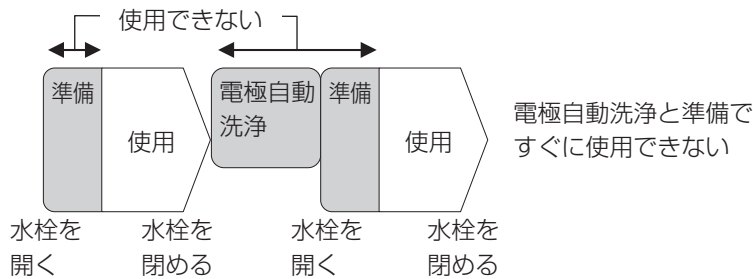 使用できない
準備
使用
電極自動
洗浄
準備
使用
電極自動洗浄と準備で
すぐに使用できない
水栓を
開く
水栓を
閉める
水栓を
開く
水栓を
閉める